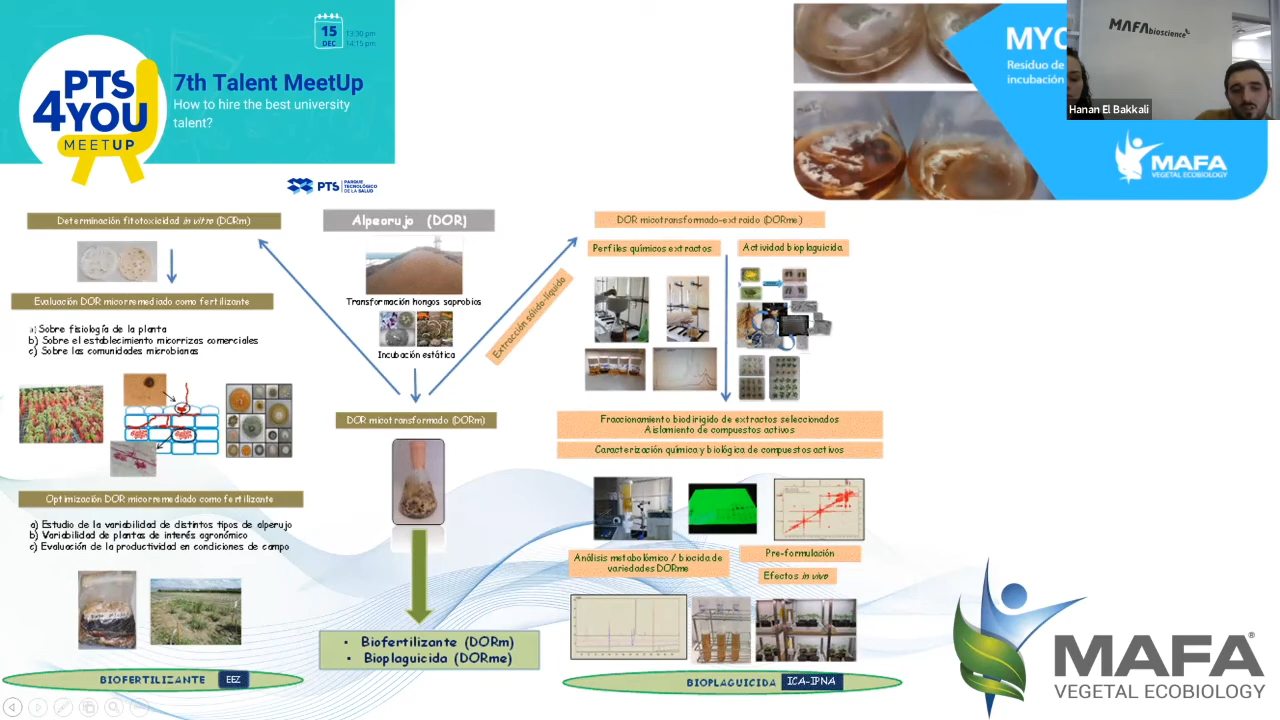 15
DEC
13:30 pm
14:15 pm
PTS
4YOU
MEETUP
7th Talent MeetUp
How to hire the best university
talent?
PTS
PARQUE
TECNOLÓGICO
DE LA SALUD
MYC
Residuo de
incubación
MAFA
VEGETAL ECOBIOLOGY
MAFAbioscience
Hanan El Bakkali
Determinación fitotoxicidad in vitro (DORm)
Evaluación DOR micorremediado como fertilizante
a) Sobre fisiología de la planta
b) Sobre el establecimiento micorrizas comerciales
c) Sobre las comunidades microbianas
Optimización DOR micorremediado como fertilizante
a) Estudio de la variabilidad de distintos tipos de alperujo
b) Variabilidad de plantas de interés agronómico
c) Evaluación de la productividad en condiciones de campo
BIOFERTILIZANTE EEZ
Alpeorujo (DOR)
Transformación hongos saprobios
Incubación estática
DOR micotransformado (DORm)
• Biofertilizante (DORm)
• Bioplaguicida (DORme)
Extracción sólido-líquido
DOR micotransformado-extraido (DORme)
Perfiles químicos extractos
Actividad bioplaguicida
Fraccionamiento biodirigido de extractos seleccionados
Aislamiento de compuestos activos
Caracterización química y biológica de compuestos activos
Análisis metabolómico / biocida de
variedades DORme
Pre-formulación
Efectos in vivo
BIOPLAGUICIDA ICA-IPNA
MAFA®
VEGETAL ECOBIOLOGY